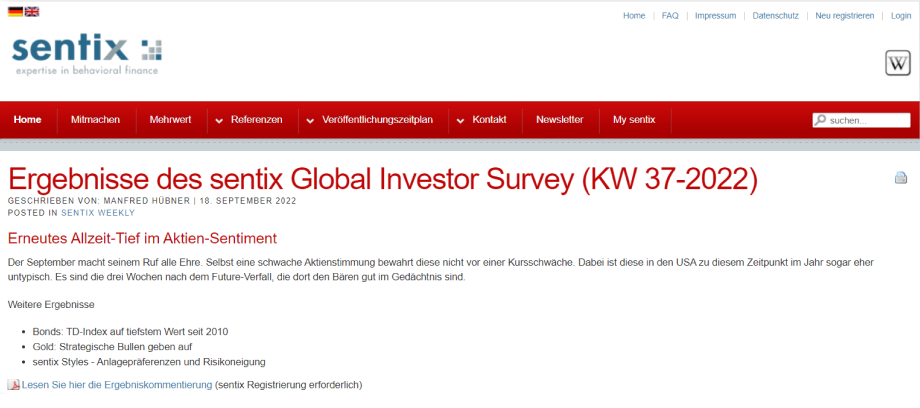 Home | FAQ | Impressum | Datenschutz | Neu registrieren | Login
sentix
expertise in behavioral finance
W
Home Mitmachen Mehrwert Referenzen Veröffentlichungszeitplan Kontakt Newsletter My sentix suchen...
Ergebnisse des sentix Global Investor Survey (KW 37-2022)
GESCHRIEBEN VON: MANFRED HÜBNER | 18. SEPTEMBER 2022
POSTED IN SENTIX WEEKLY
Erneutes Allzeit-Tief im Aktien-Sentiment
Der September macht seinem Ruf alle Ehre. Selbst eine schwache Aktienstimmung bewahrt diese nicht vor einer Kursschwäche. Dabei ist diese in den USA zu diesem Zeitpunkt im Jahr sogar eher
untypisch. Es sind die drei Wochen nach dem Future-Verfall, die dort den Bären gut im Gedächtnis sind.
Weitere Ergebnisse
• Bonds: TD-Index auf tiefstem Wert seit 2010
• Gold: Strategische Bullen geben auf
• sentix Styles - Anlagepräferenzen und Risikoneigung
Lesen Sie hier die Ergebniskommentierung (sentix Registrierung erforderlich)